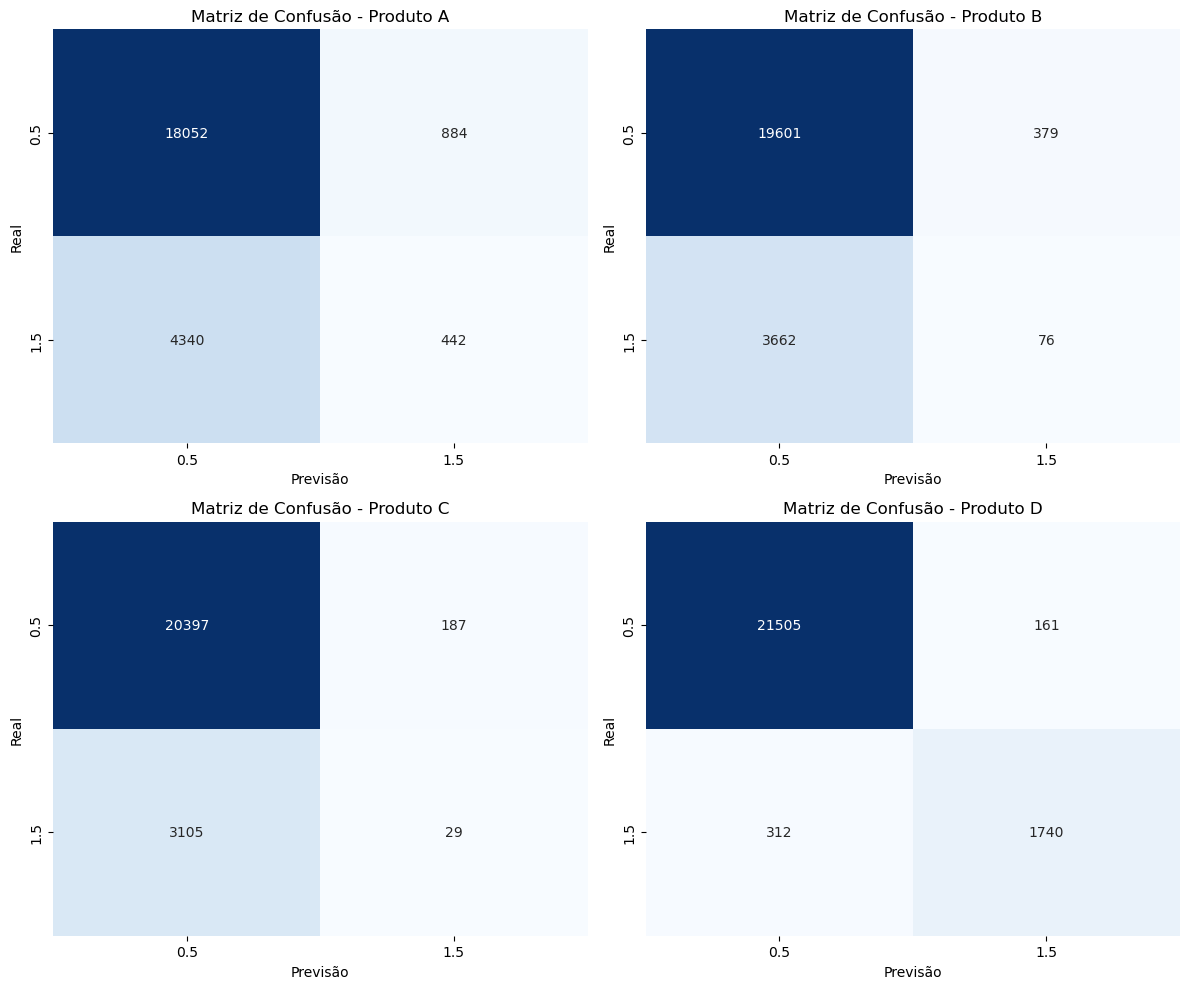 Matriz de Confusão - Produto A
0.5
18052
884
Real
1.5
4340
442
0.5
1.5
Previsão
Matriz de Confusão - Produto B
0.5
19601
379
Real
1.5
3662
76
0.5
1.5
Previsão
Matriz de Confusão - Produto C
0.5
20397
187
Real
1.5
3105
29
0.5
1.5
Previsão
Matriz de Confusão - Produto D
0.5
21505
161
Real
1.5
312
1740
0.5
1.5
Previsão